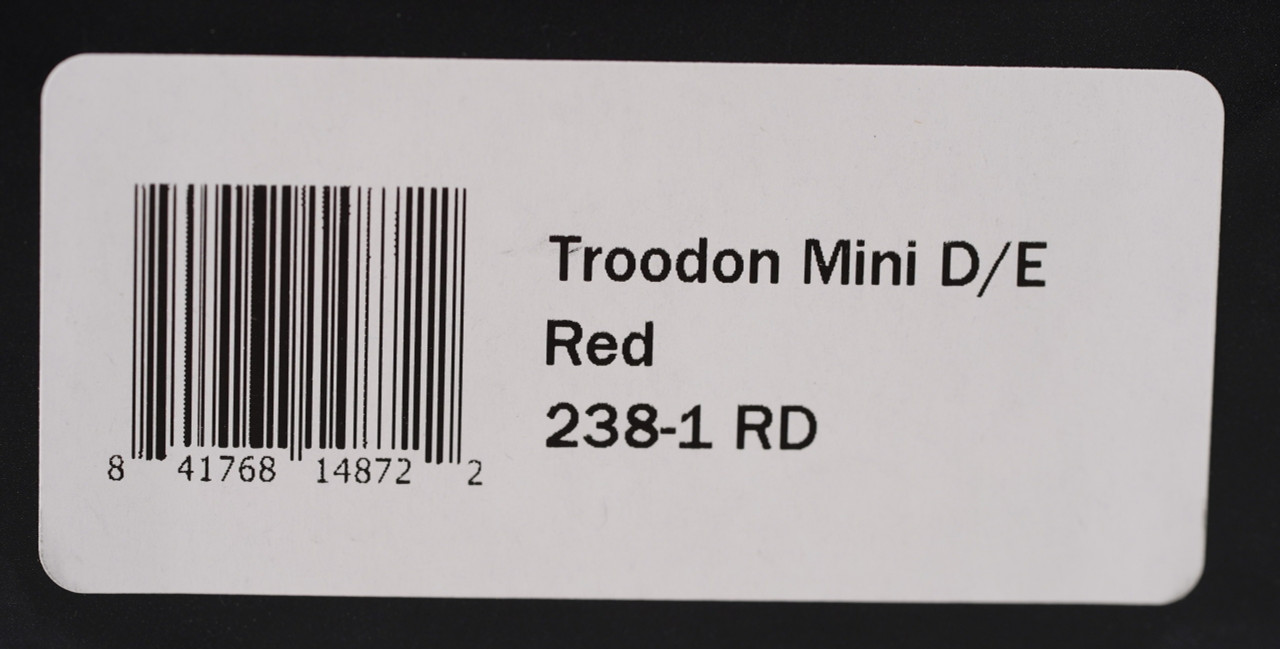 Troodon Mini D/E
Red
238-1 RD
8 41768 14872 2